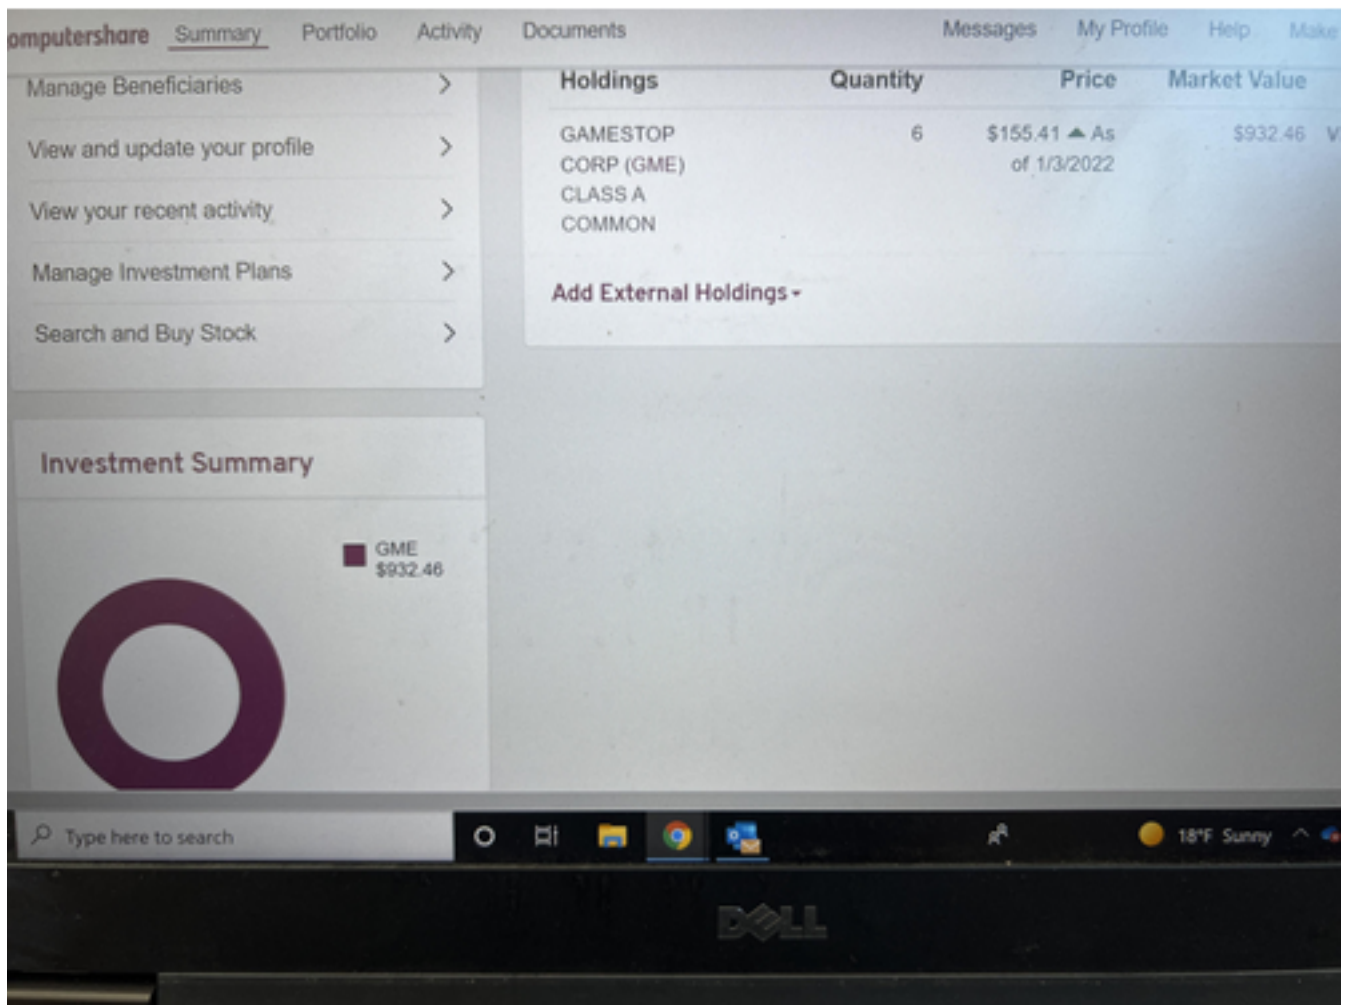 omputershare Summary Portfolio Activity Documents Messages My Profile Help Make
Manage Beneficiaries
View and update your profile
View your recent activity
Manage Investment Plans
Search and Buy Stock
Holdings Quantity Price Market Value
GAMESTOP 6 $155.41 ▲ As $932.46 V
CORP (GME) of 1/3/2022
CLASS A
COMMON
Add External Holdings
Investment Summary
GME
$932.46
Type here to search 18°F Sunny
DELL